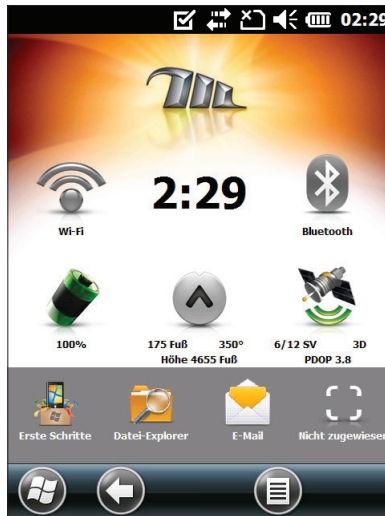 02:29
2:29
Wi-Fi
Bluetooth
100%
175 Fuß 350°
Höhe 4655 Fuß
6/12 SV 3D
PDOP 3.8
Erste Schritte
Datei-Explorer
E-Mail
Nicht zugewiesen